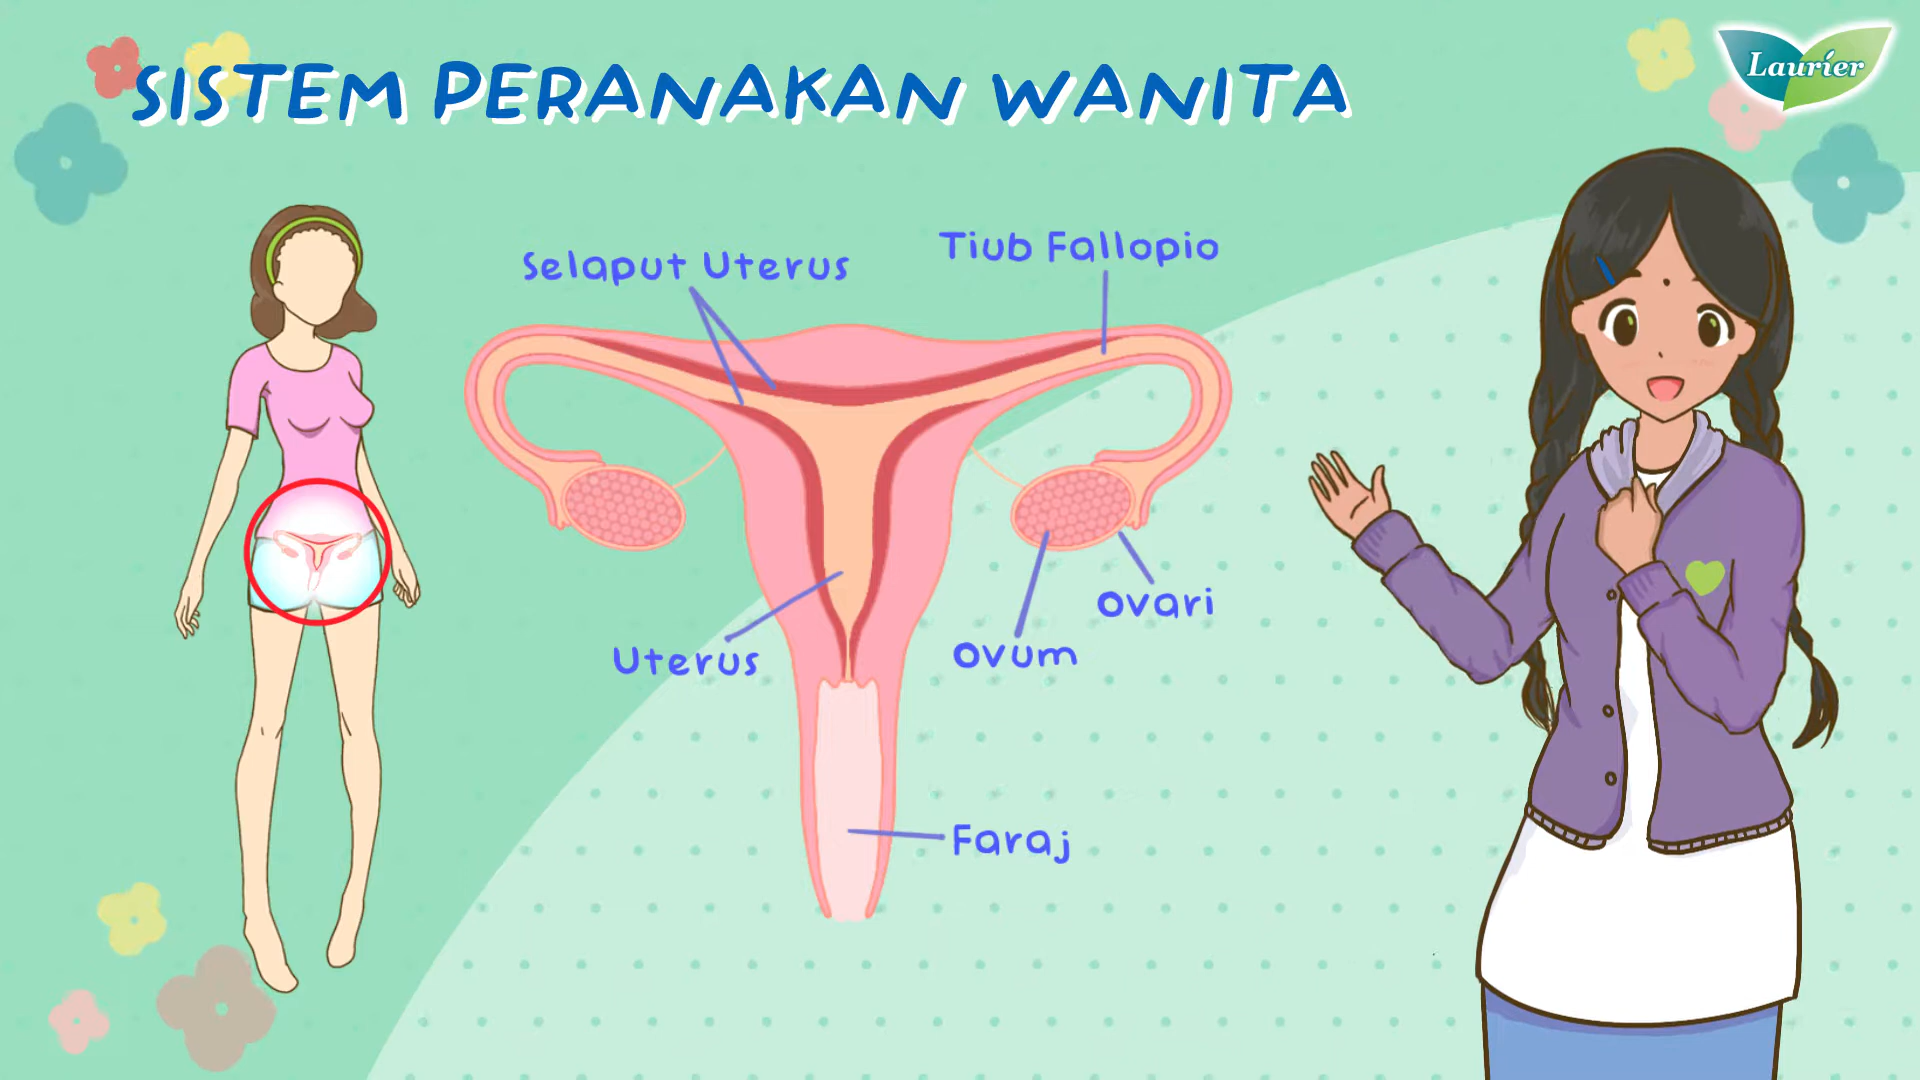 SISTEM PERANAKAN WANITA
Laurier
Selaput Uterus
Tiub Fallopio
Uterus
Ovum
Ovari
Faraj